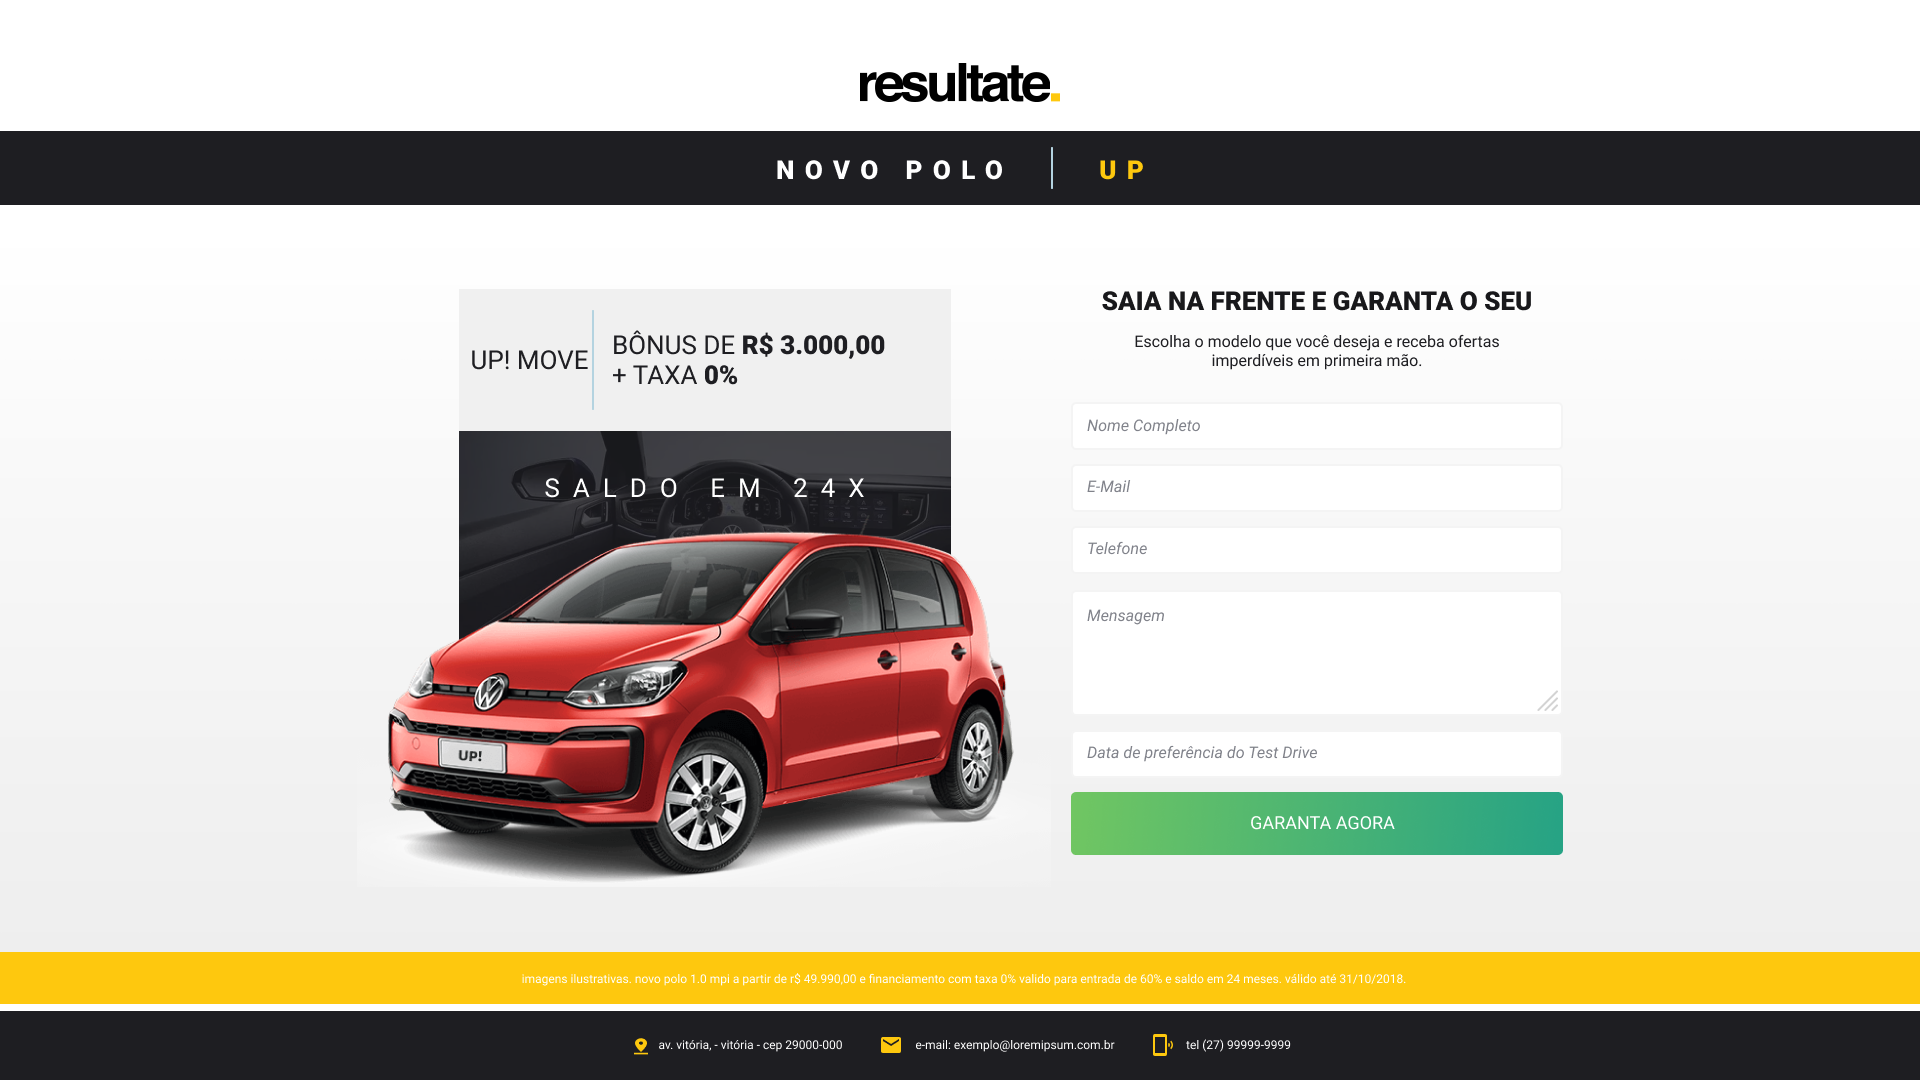 resultate.
NOVO POLO
UP
UP! MOVE
BÔNUS DE R$ 3.000,00
+ TAXA 0%
SALDO EM 24X
UP!
SAIA NA FRENTE E GARANTA O SEU
Escolha o modelo que você deseja e receba ofertas
imperdíveis em primeira mão.
Nome Completo
E-Mail
Telefone
Mensagem
Data de preferência do Test Drive
GARANTA AGORA
imagens ilustrativas. novo polo 1.0 mpi a partir de r$ 49.990,00 e financiamento com taxa 0% valido para entrada de 60% e saldo em 24 meses. válido até 31/10/2018.
av. vitória, - vitória - cep 29000-000
e-mail: exemplo@loremipsum.com.br
tel (27) 99999-9999